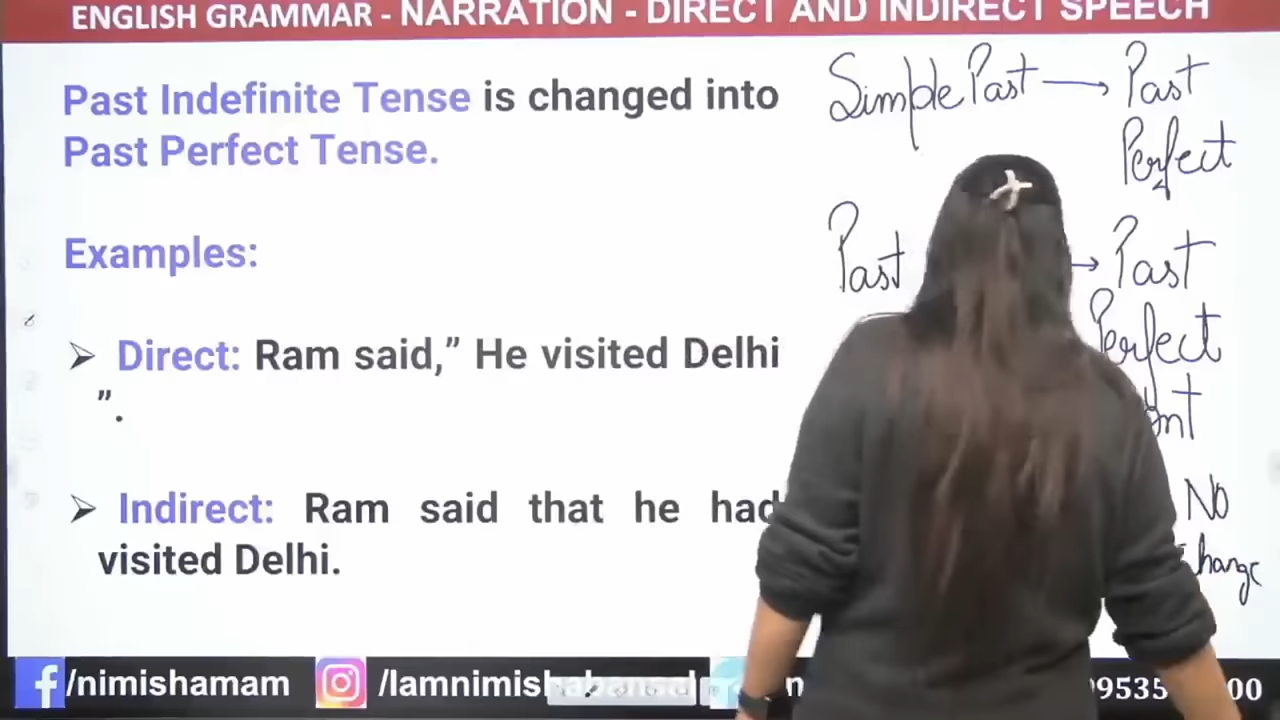 ENGLISH GRAMMAR - NARRATION - DIRECT AND INDIRECT SPEECH
Past Indefinite Tense is changed into
Past Perfect Tense.
Examples:
➢ Direct: Ram said,” He visited Delhi
”.
➢ Indirect: Ram said that he had
visited Delhi.
Simple Past → Past
Perfect
Past → Past
Perfect
No
change
/nimishamam